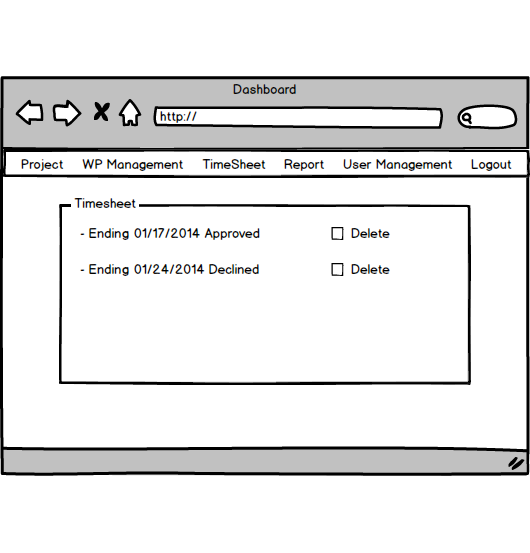 Dashboard
http://
Project WP Management TimeSheet Report User Management Logout
Timesheet
- Ending 01/17/2014 Approved Delete
- Ending 01/24/2014 Declined Delete